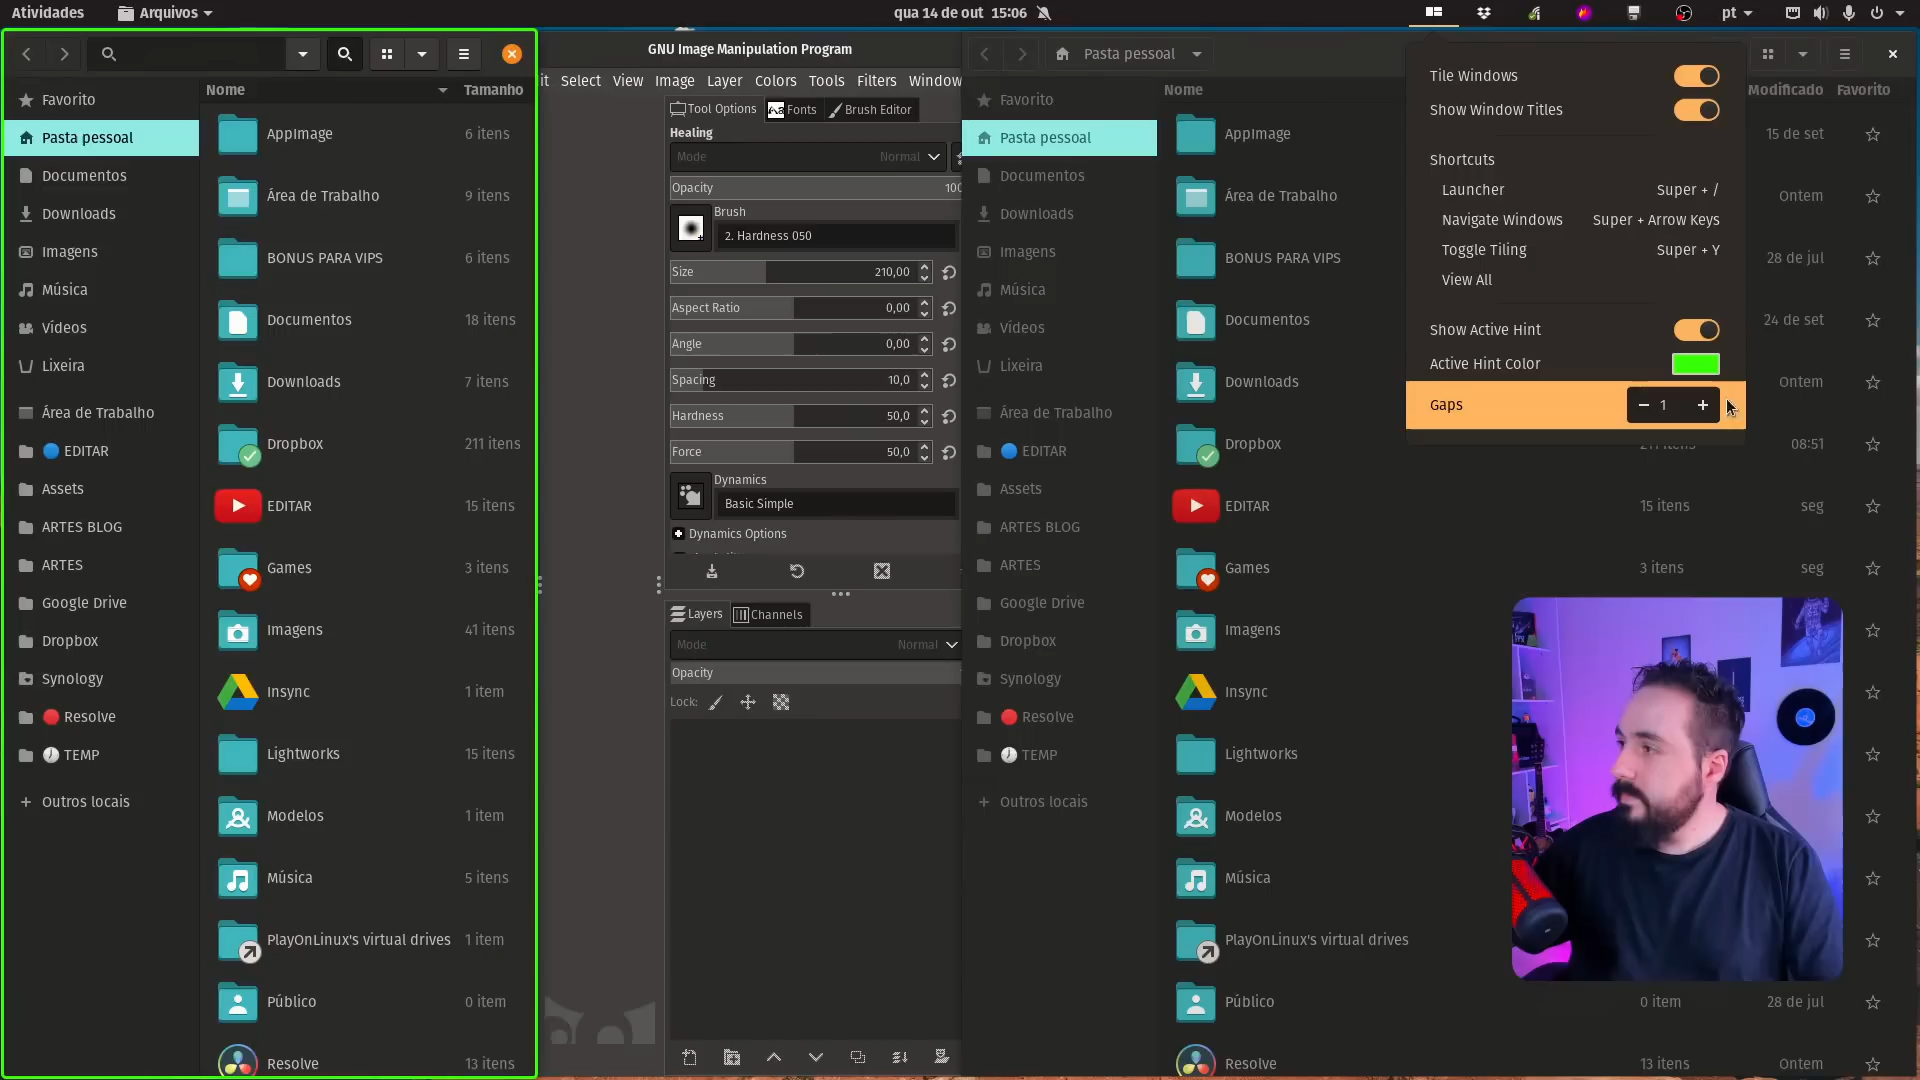 Atividades
Arquivos
qua 14 de out 15:06
pt
Favorito
Pasta pessoal
Documentos
Downloads
Imagens
Música
Vídeos
Lixeira
Área de Trabalho
EDITAR
Assets
ARTES BLOG
ARTES
Google Drive
Dropbox
Synology
Resolve
TEMP
+ Outros locais
Nome Tamanho
AppImage 6 itens
Área de Trabalho 9 itens
BONUS PARA VIPS 6 itens
Documentos 18 itens
Downloads 7 itens
Dropbox 211 itens
EDITAR 15 itens
Games 3 itens
Imagens 41 itens
Insync 1 item
Lightworks 15 itens
Modelos 1 item
Música 5 itens
PlayOnLinux's virtual drives 1 item
Público 0 item
Resolve 13 itens
GNU Image Manipulation Program
it Select View Image Layer Colors Tools Filters Window
Tool Options Fonts Brush Editor
Healing
Mode Normal
Opacity 100
Brush
2. Hardness 050
Size 210,00
Aspect Ratio 0,00
Angle 0,00
Spacing 10,0
Hardness 50,0
Force 50,0
Dynamics
Basic Simple
Dynamics Options
Layers Channels
Mode Normal
Opacity
Lock:
Pasta pessoal
Favorito
Pasta pessoal
Documentos
Downloads
Imagens
Música
Vídeos
Lixeira
Área de Trabalho
EDITAR
Assets
ARTES BLOG
ARTES
Google Drive
Dropbox
Synology
Resolve
TEMP
+ Outros locais
Nome Modificado Favorito
AppImage 15 de set
Área de Trabalho Ontem
BONUS PARA VIPS 28 de jul
Documentos 24 de set
Downloads Ontem
Dropbox 211 itens 08:51
EDITAR 15 itens seg
Games 3 itens seg
Imagens
Insync
Lightworks
Modelos
Música
PlayOnLinux's virtual drives
Público 0 item 28 de jul
Resolve 13 itens Ontem
Tile Windows
Show Window Titles
Shortcuts
Launcher Super + /
Navigate Windows Super + Arrow Keys
Toggle Tiling Super + Y
View All
Show Active Hint
Active Hint Color
Gaps − 1 +